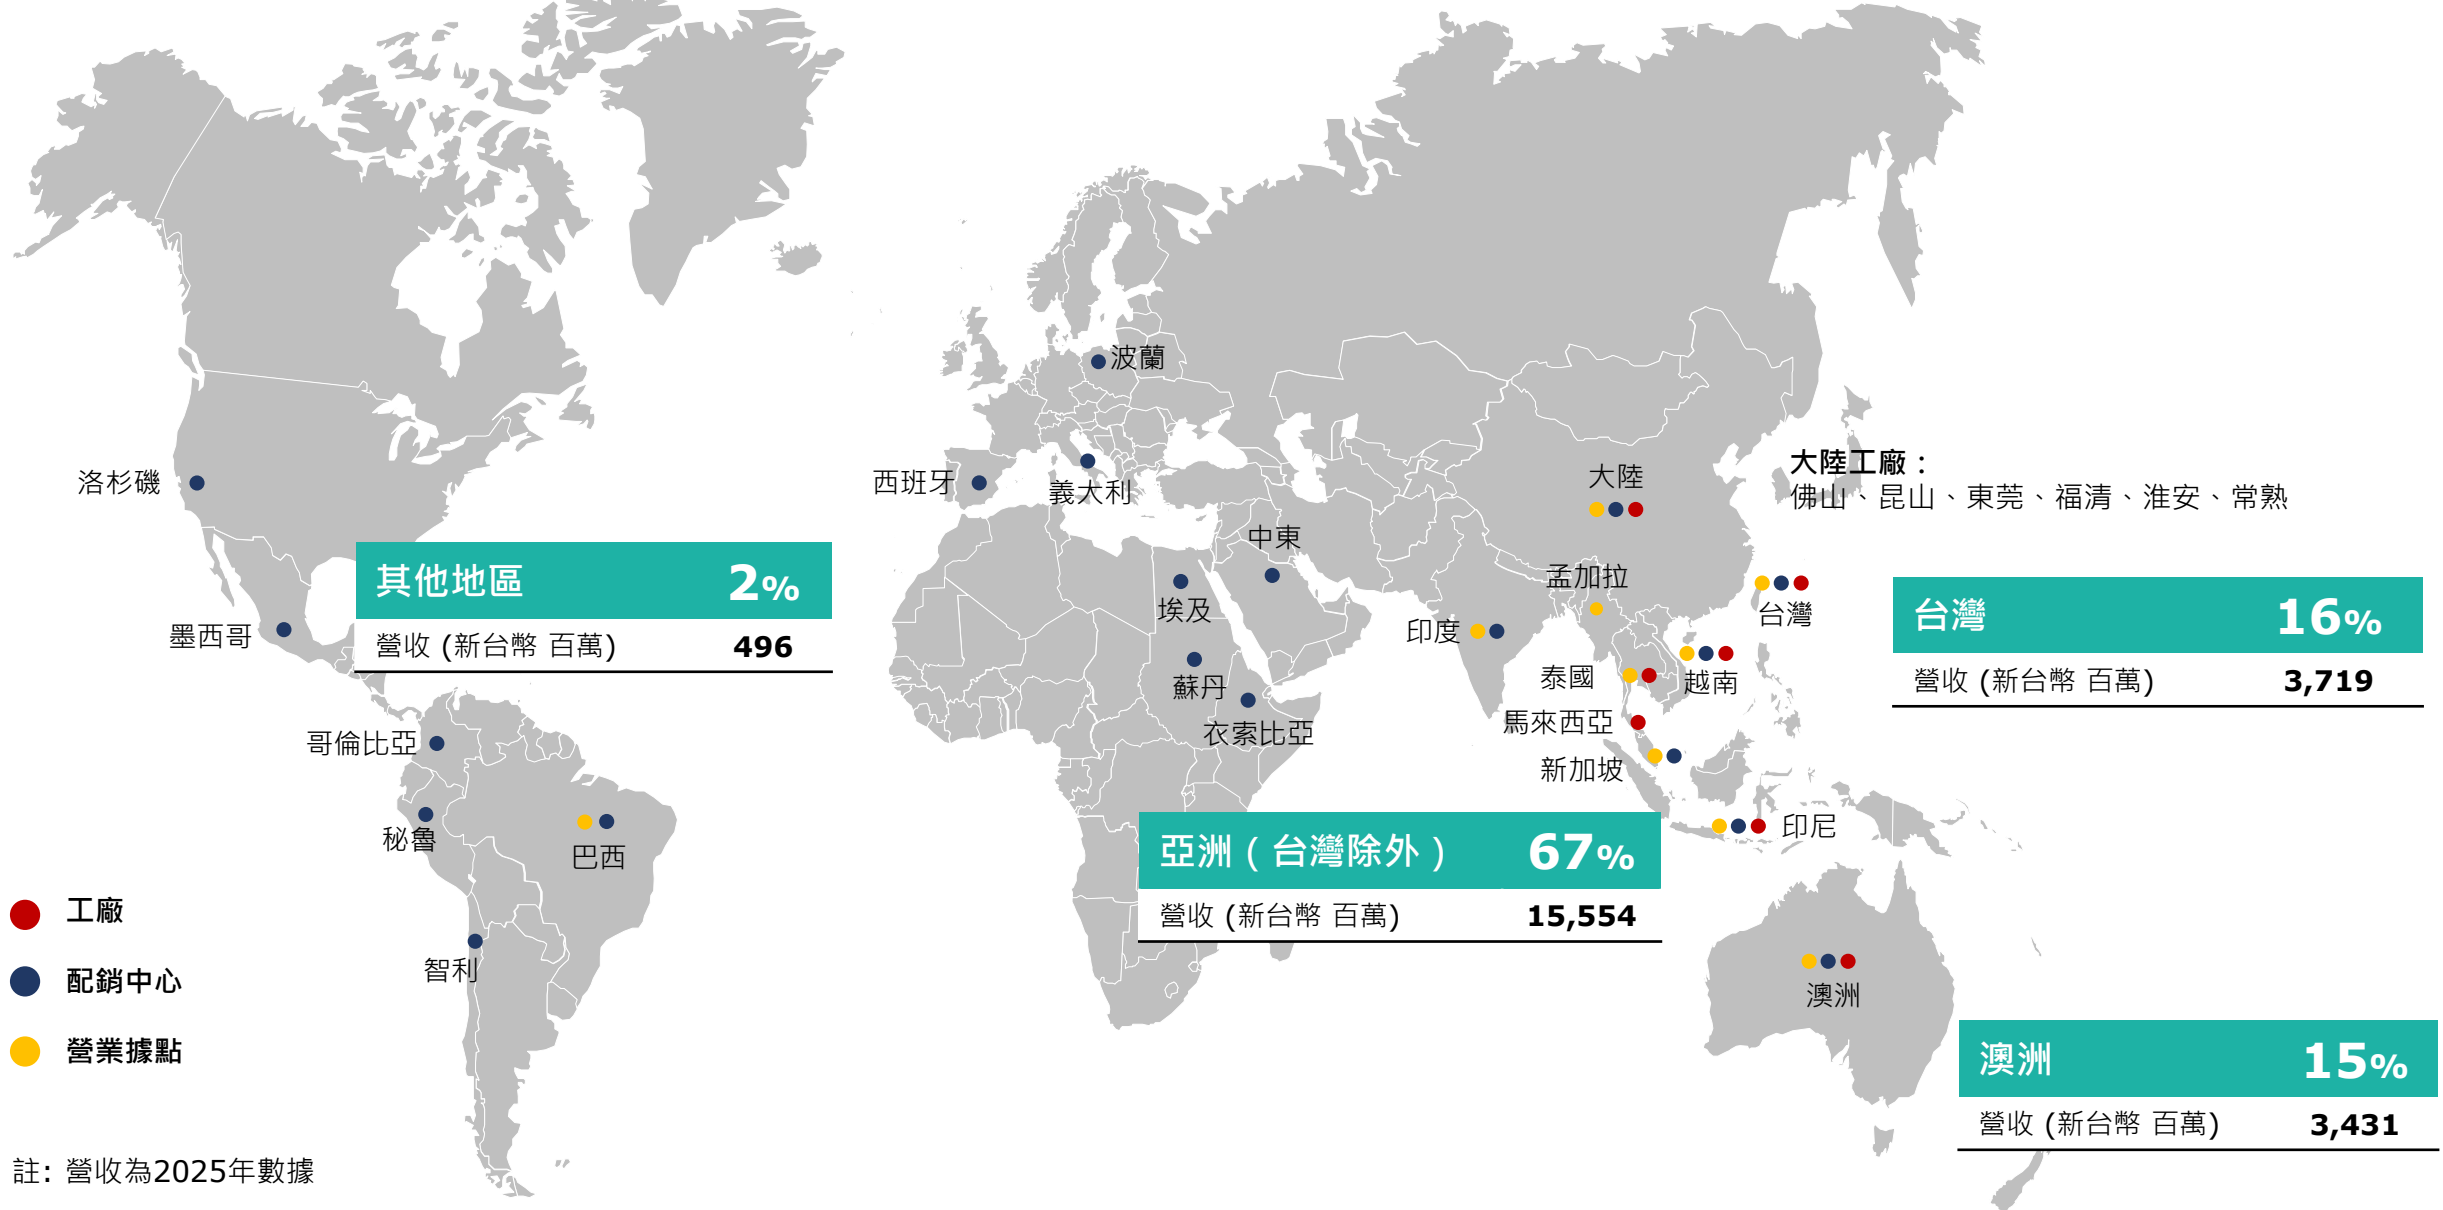 波蘭
洛杉磯
西班牙
義大利
大陸
大陸工廠：
佛山、昆山、東莞、福清、淮安、常熟
中東
其他地區 2%
營收 (新台幣 百萬) 496
埃及
孟加拉
台灣
台灣 16%
營收 (新台幣 百萬) 3,719
墨西哥
印度
蘇丹
泰國
越南
衣索比亞
馬來西亞
哥倫比亞
新加坡
秘魯
巴西
印尼
亞洲（台灣除外） 67%
營收 (新台幣 百萬) 15,554
工廠
配銷中心
營業據點
智利
澳洲
澳洲 15%
營收 (新台幣 百萬) 3,431
註: 營收為2025年數據